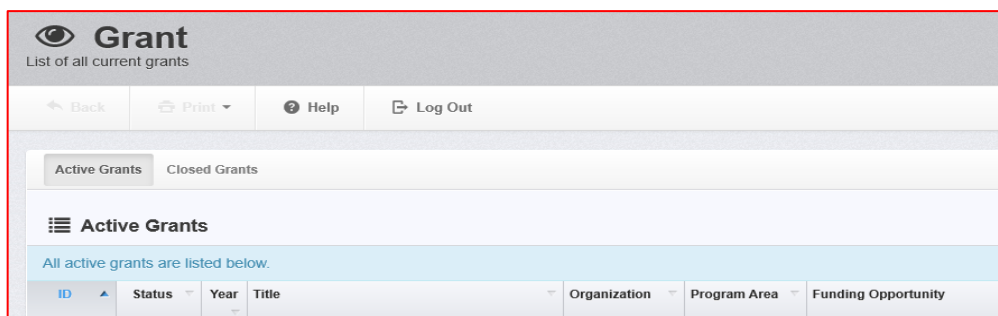 Grant
List of all current grants
Back Print Help Log Out
Active Grants Closed Grants
Active Grants
All active grants are listed below.
ID Status Year Title Organization Program Area Funding Opportunity